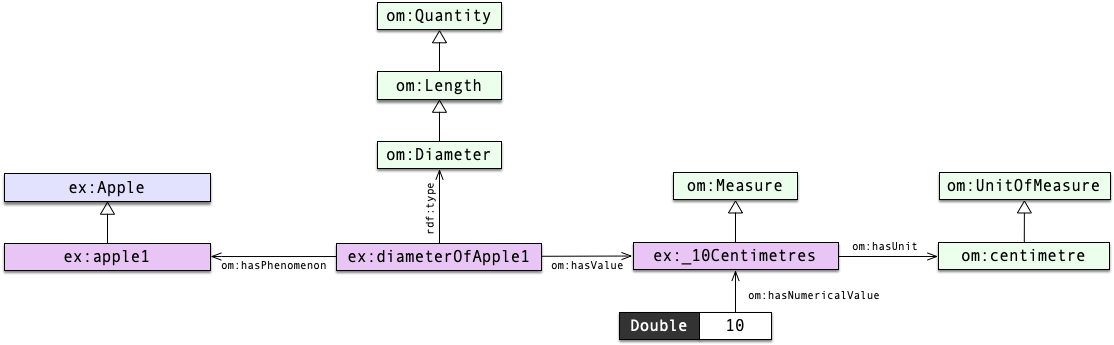 om:Quantity
om:Length
om:Diameter
ex:Apple
om:Measure
om:UnitOfMeasure
rdf:type
ex:apple1
om:hasPhenomenon
ex:diameterOfApple1
om:hasValue
ex:_10Centimetres
om:hasUnit
om:centimetre
om:hasNumericalValue
Double 10